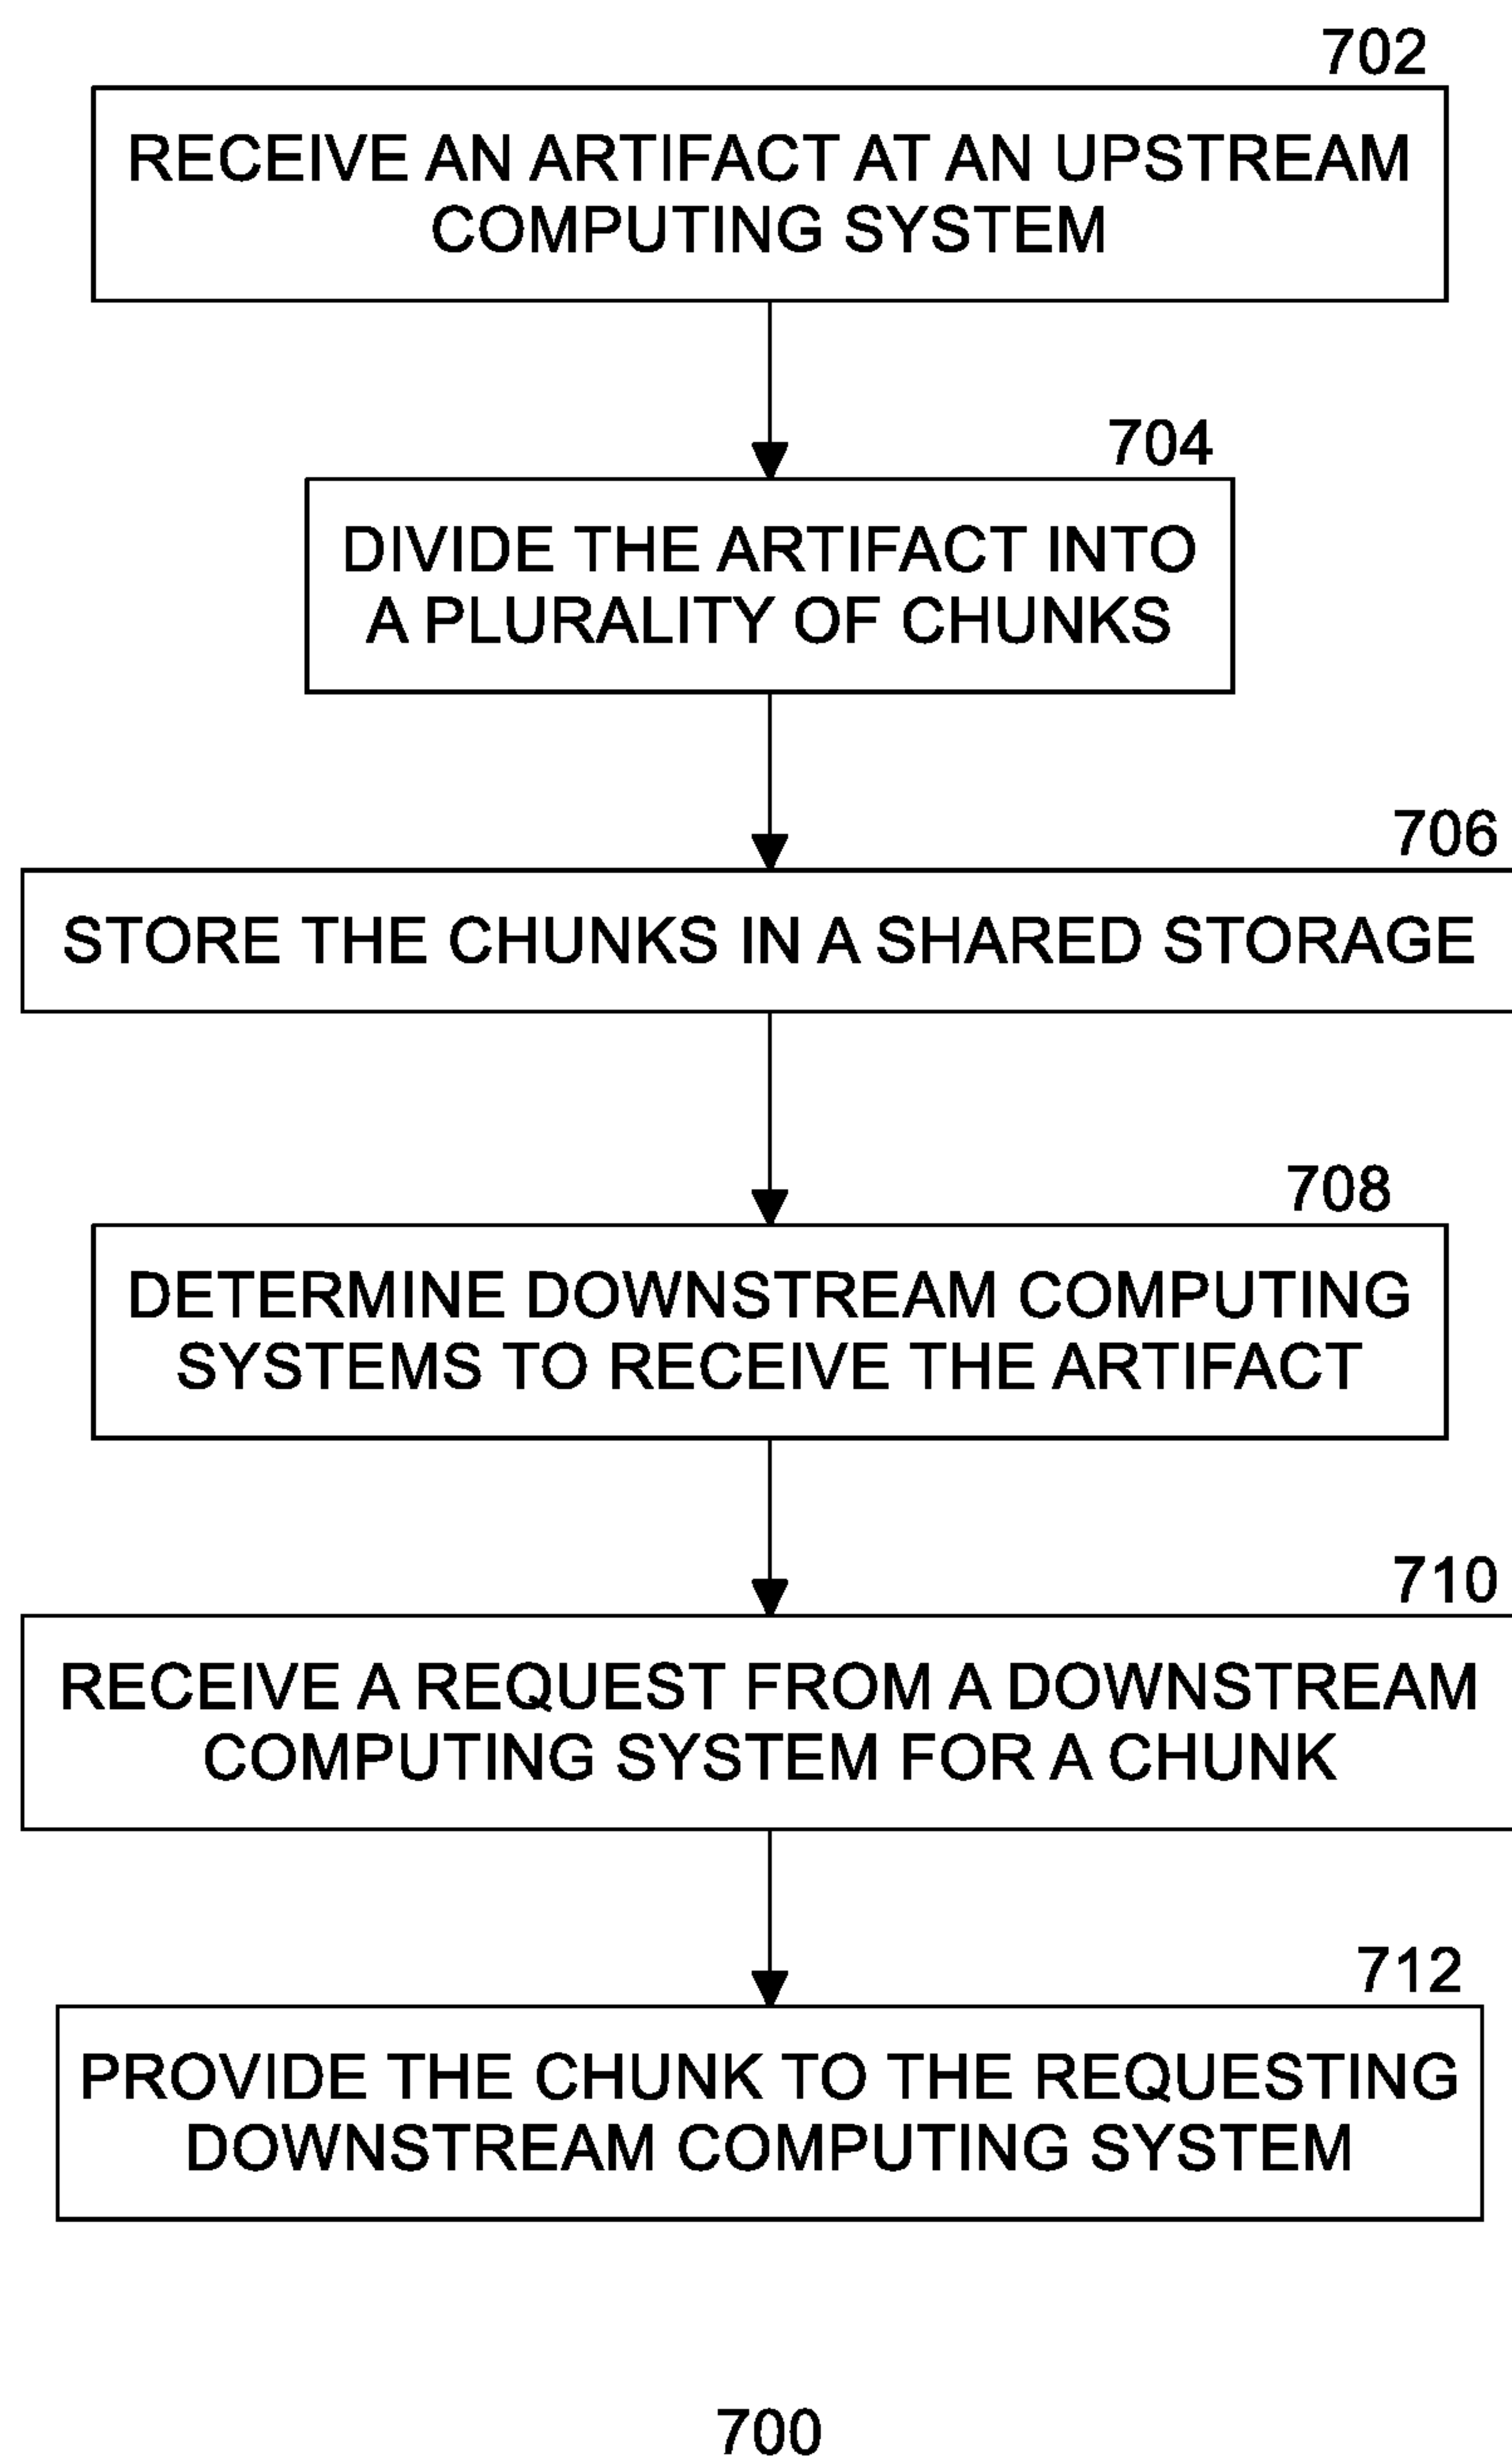 702
RECEIVE AN ARTIFACT AT AN UPSTREAM
COMPUTING SYSTEM
704
DIVIDE THE ARTIFACT INTO
A PLURALITY OF CHUNKS
706
STORE THE CHUNKS IN A SHARED STORAGE
708
DETERMINE DOWNSTREAM COMPUTING
SYSTEMS TO RECEIVE THE ARTIFACT
710
RECEIVE A REQUEST FROM A DOWNSTREAM
COMPUTING SYSTEM FOR A CHUNK
712
PROVIDE THE CHUNK TO THE REQUESTING
DOWNSTREAM COMPUTING SYSTEM
700